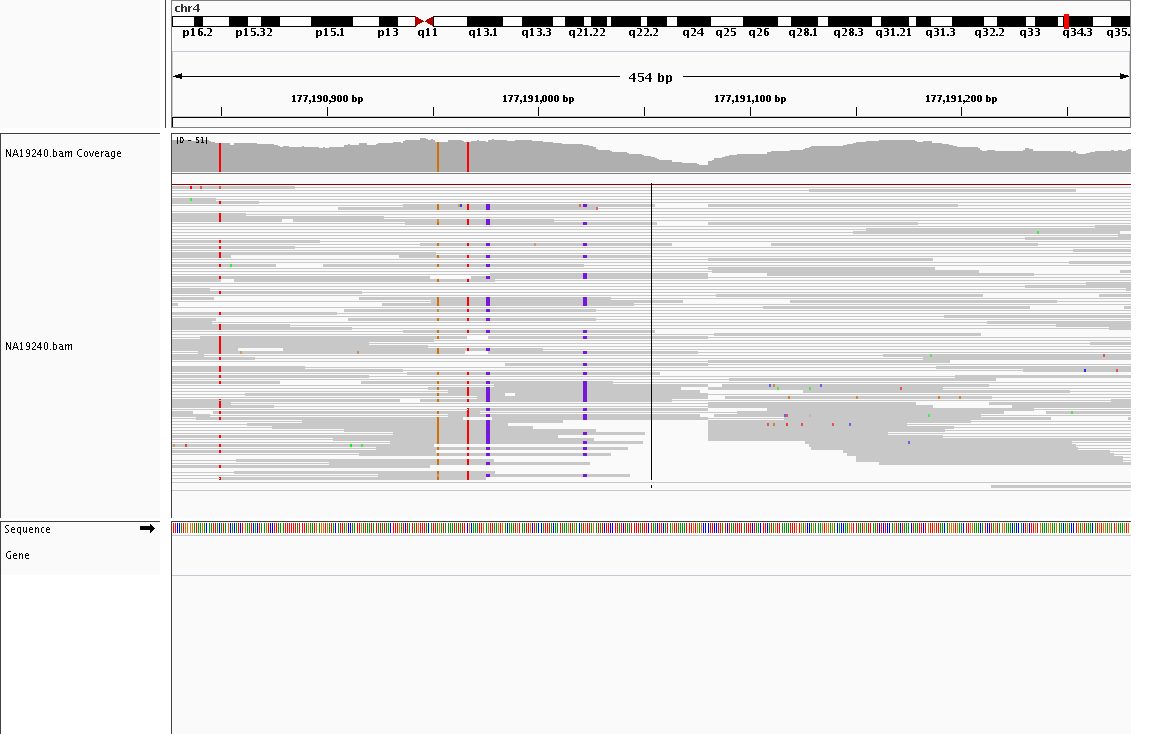 chr4
p16.2 p15.32 p15.1 p13 q11 q13.1 q13.3 q21.22 q22.2 q24 q25 q26 q28.1 q28.3 q31.21 q31.3 q32.2 q33 q34.3 q35.
454 bp
177,190,900 bp 177,191,000 bp 177,191,100 bp 177,191,200 bp
[0 - 51]
NA19240.bam Coverage
NA19240.bam
Sequence
Gene